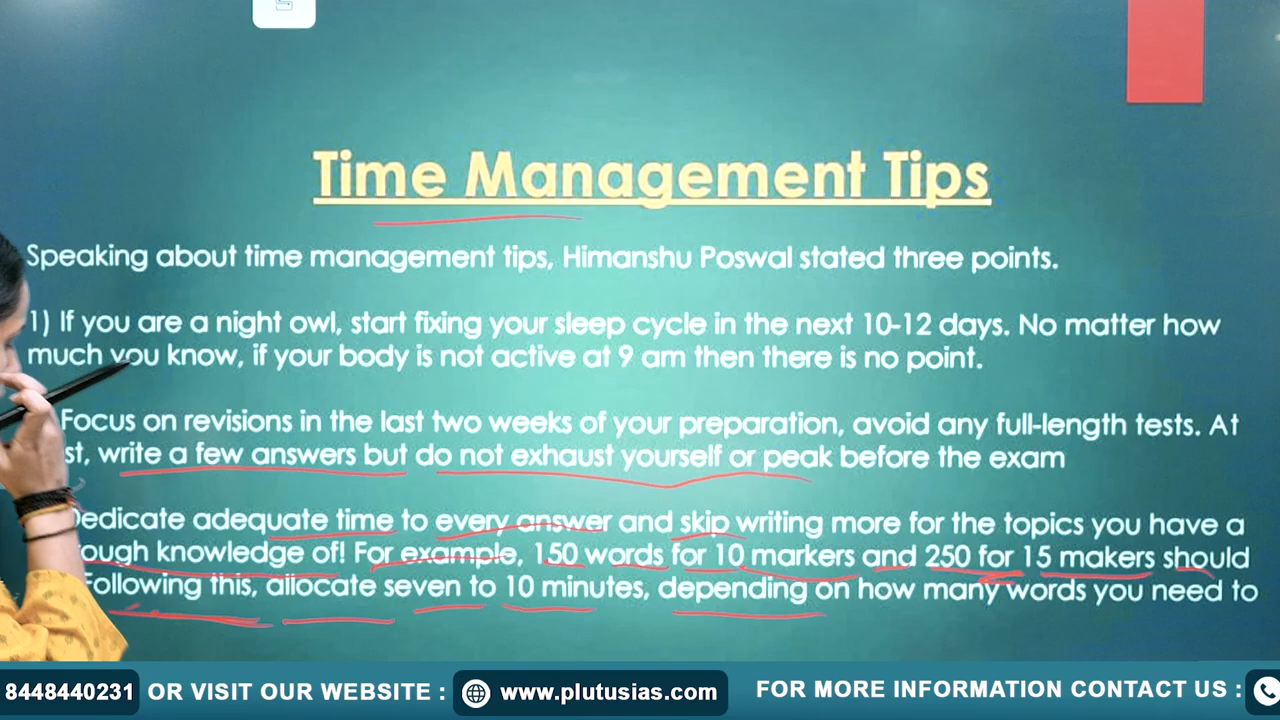 Time Management Tips
Speaking about time management tips, Himanshu Poswal stated three points.
1) If you are a night owl, start fixing your sleep cycle in the next 10-12 days. No matter how
much you know, if your body is not active at 9 am then there is no point.
Focus on revisions in the last two weeks of your preparation, avoid any full-length tests. At
st, write a few answers but do not exhaust yourself or peak before the exam
Dedicate adequate time to every answer and skip writing more for the topics you have a
ough knowledge of! For example, 150 words for 10 markers and 250 for 15 makers should
Following this, allocate seven to 10 minutes, depending on how many words you need to
8448440231 OR VISIT OUR WEBSITE : www.plutusias.com FOR MORE INFORMATION CONTACT US :